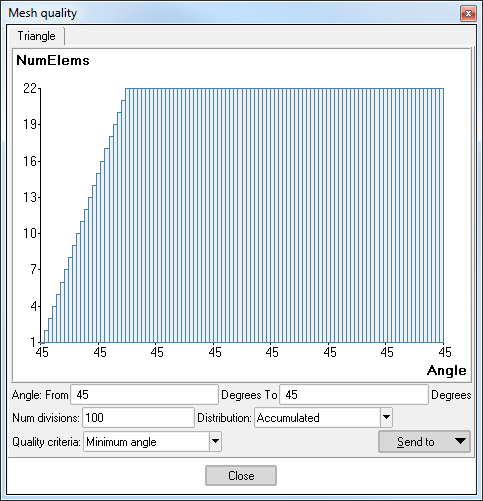 Mesh quality
Triangle
NumElems
22
19
16
13
10
7
4
1
45 45 45 45 45 45 45 45
Angle
Angle: From 45 Degrees To 45 Degrees
Num divisions: 100 Distribution: Accumulated
Quality criteria: Minimum angle Send to
Close